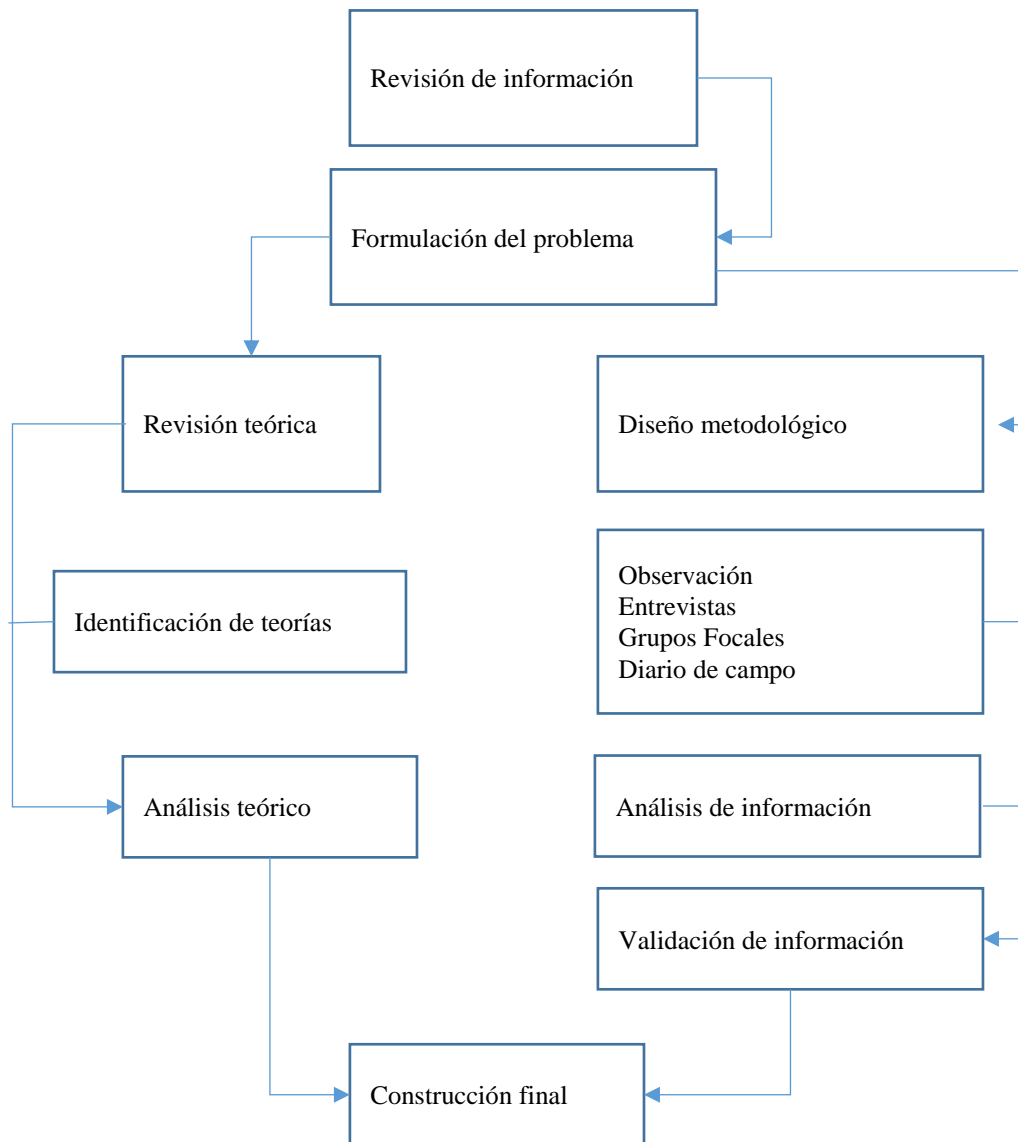 Revisión de información
Formulación del problema
Revisión teórica
Diseño metodológico
Identificación de teorías
Observación
Entrevistas
Grupos Focales
Diario de campo
Análisis teórico
Análisis de información
Validación de información
Construcción final